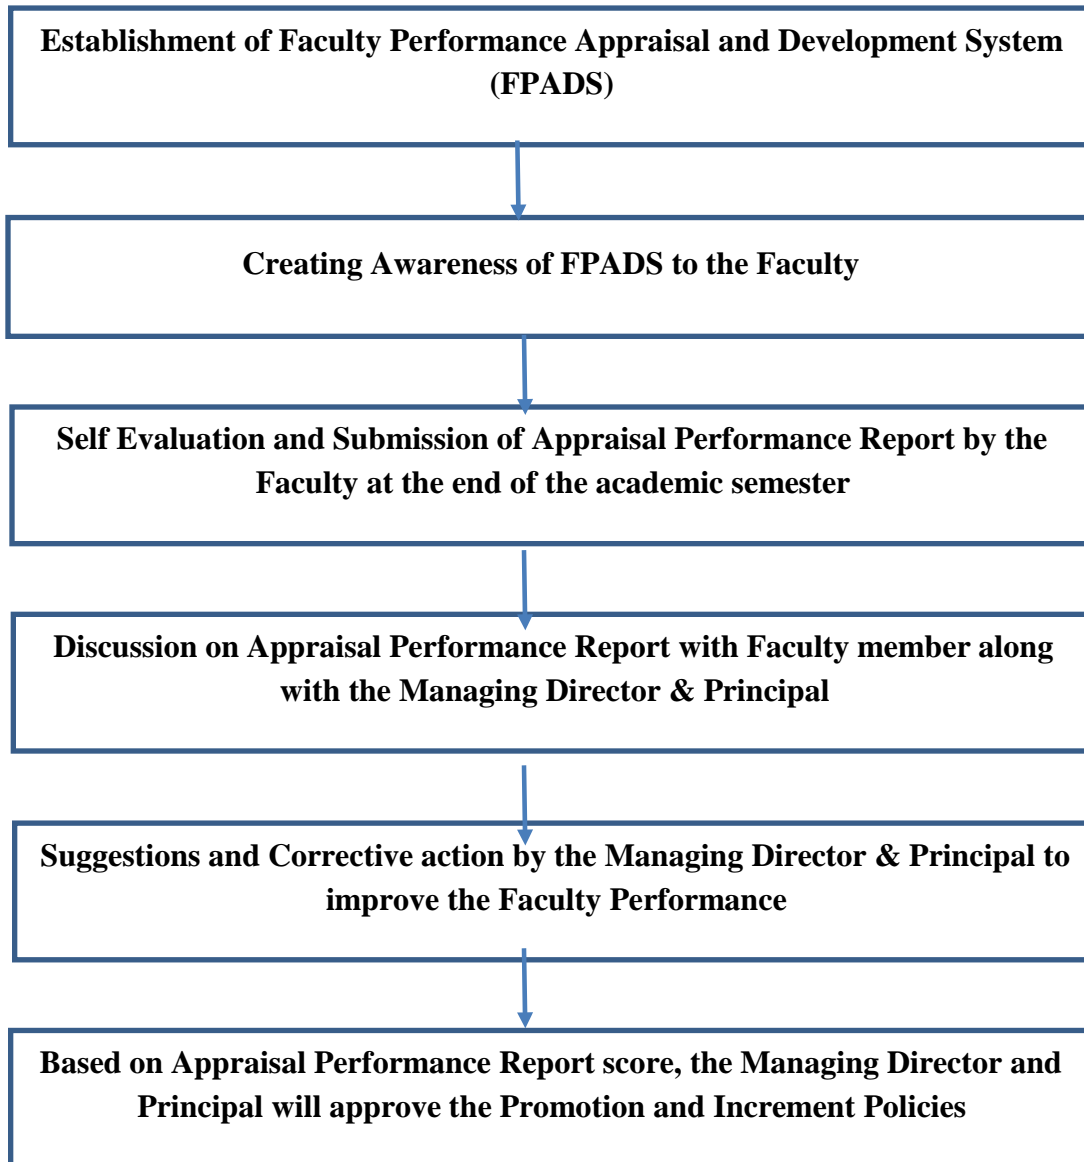 Establishment of Faculty Performance Appraisal and Development System
(FPADS)
Creating Awareness of FPADS to the Faculty
Self Evaluation and Submission of Appraisal Performance Report by the
Faculty at the end of the academic semester
Discussion on Appraisal Performance Report with Faculty member along
with the Managing Director & Principal
Suggestions and Corrective action by the Managing Director & Principal to
improve the Faculty Performance
Based on Appraisal Performance Report score, the Managing Director and
Principal will approve the Promotion and Increment Policies